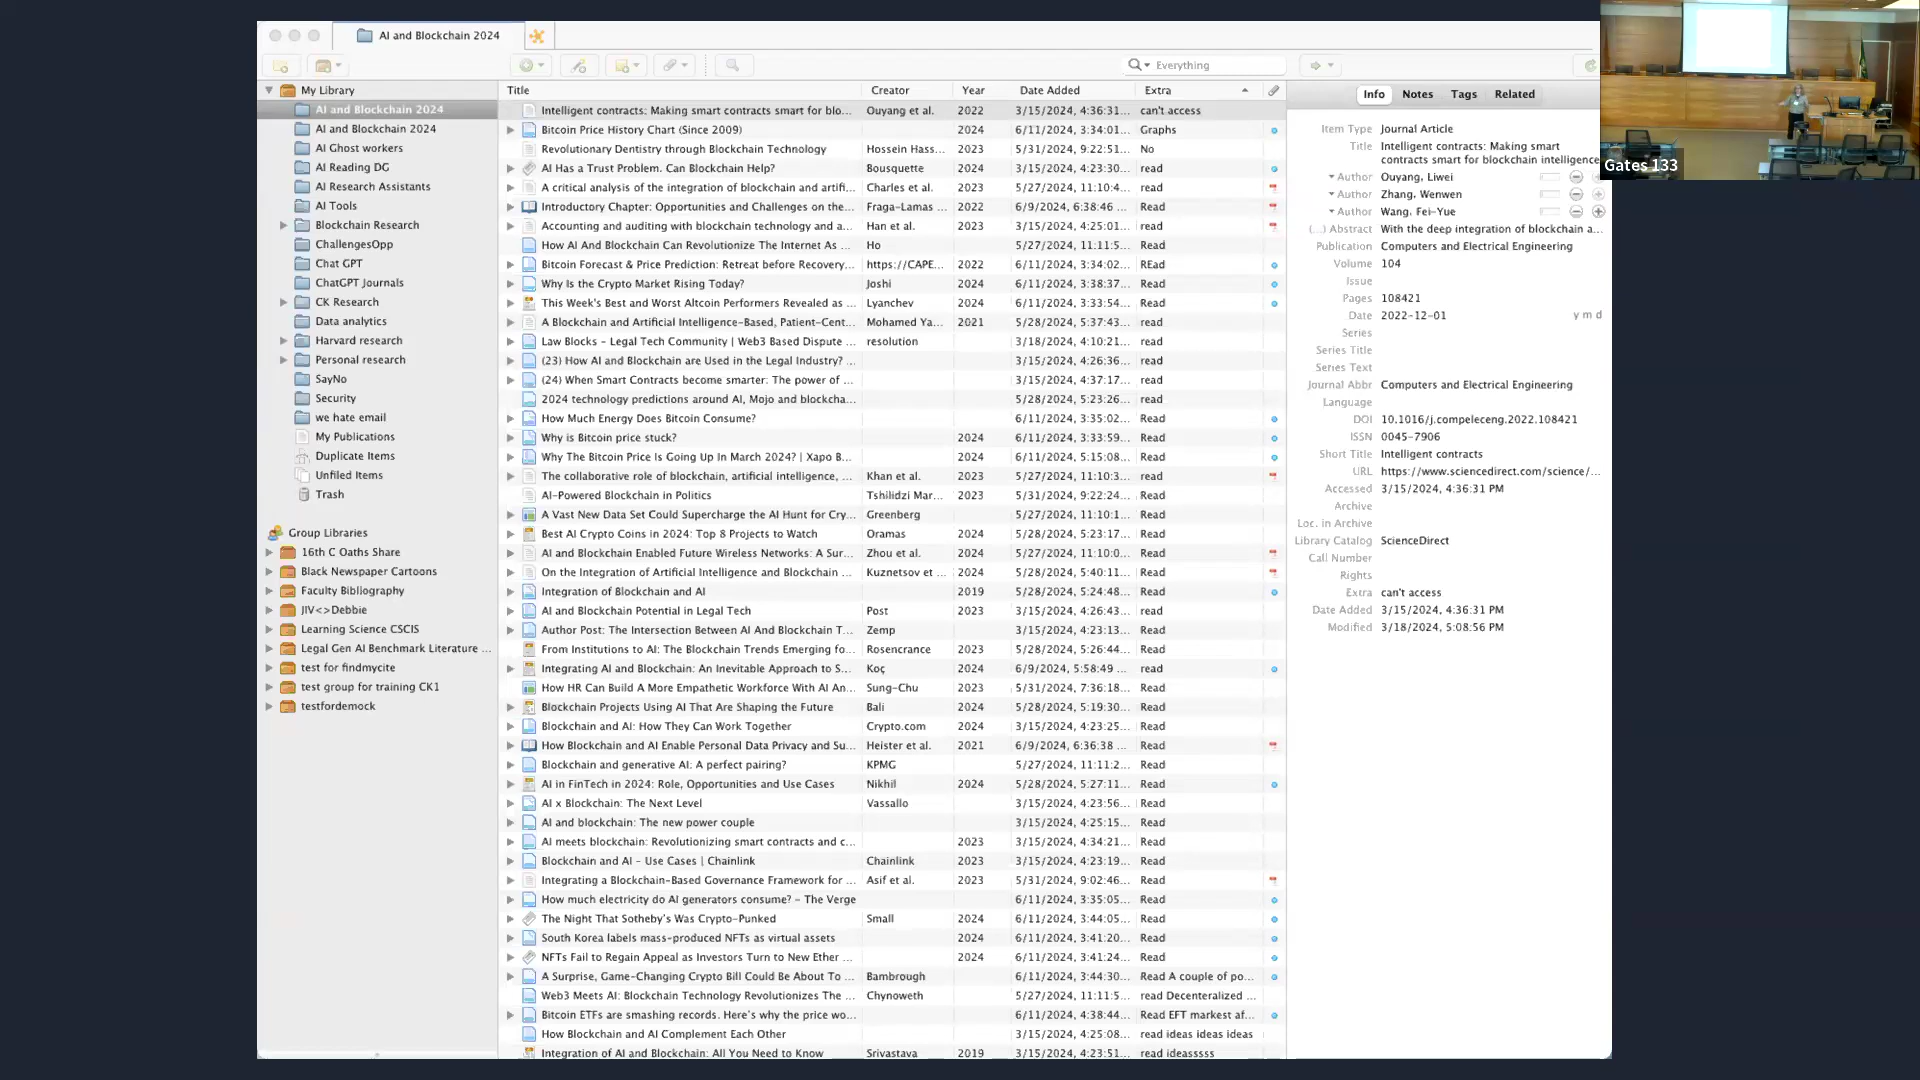 AI and Blockchain 2024
Everything
My Library
AI and Blockchain 2024
AI and Blockchain 2024
AI Ghost workers
AI Reading DG
AI Research Assistants
AI Tools
Blockchain Research
ChallengesOpp
Chat GPT
ChatGPT Journals
CK Research
Data analytics
Harvard research
Personal research
SayNo
Security
we hate email
My Publications
Duplicate Items
Unfiled Items
Trash
Group Libraries
16th C Oaths Share
Black Newspaper Cartoons
Faculty Bibliography
JIV<>Debbie
Learning Science CSCIS
Legal Gen AI Benchmark Literature ...
test for findmycite
test group for training CK1
testfordemock
Title Creator Year Date Added Extra
Intelligent contracts: Making smart contracts smart for blo... Ouyang et al. 2022 3/15/2024, 4:36:31... can't access
Bitcoin Price History Chart (Since 2009) 2024 6/11/2024, 3:34:01... Graphs
Revolutionary Dentistry through Blockchain Technology Hossein Hass... 2023 5/31/2024, 9:22:51... No
AI Has a Trust Problem. Can Blockchain Help? Bousquette 2024 3/15/2024, 4:23:30... read
A critical analysis of the integration of blockchain and artifi... Charles et al. 2023 5/27/2024, 11:10:4... read
Introductory Chapter: Opportunities and Challenges on the... Fraga-Lamas ... 2022 6/9/2024, 6:38:46 ... Read
Accounting and auditing with blockchain technology and a... Han et al. 2023 3/15/2024, 4:25:01... read
How AI And Blockchain Can Revolutionize The Internet As ... Ho 5/27/2024, 11:11:5... Read
Bitcoin Forecast & Price Prediction: Retreat before Recovery... https://CAPE... 2022 6/11/2024, 3:34:02... REad
Why Is the Crypto Market Rising Today? Joshi 2024 6/11/2024, 3:38:37... Read
This Week's Best and Worst Altcoin Performers Revealed as ... Lyanchev 2024 6/11/2024, 3:33:54... Read
A Blockchain and Artificial Intelligence-Based, Patient-Cent... Mohamed Ya... 2021 5/28/2024, 5:37:43... read
Law Blocks – Legal Tech Community | Web3 Based Dispute ... resolution 3/18/2024, 4:10:21... read
(23) How AI and Blockchain are Used in the Legal Industry? ... 3/15/2024, 4:26:36... read
(24) When Smart Contracts become smarter: The power of ... 3/15/2024, 4:37:17... read
2024 technology predictions around AI, Mojo and blockcha... 5/28/2024, 5:23:26... read
How Much Energy Does Bitcoin Consume? 6/11/2024, 3:35:02... Read
Why is Bitcoin price stuck? 2024 6/11/2024, 3:33:59... Read
Why The Bitcoin Price Is Going Up In March 2024? | Xapo B... 2024 6/11/2024, 5:15:08... Read
The collaborative role of blockchain, artificial intelligence, ... Khan et al. 2023 5/27/2024, 11:10:3... read
AI-Powered Blockchain in Politics Tshilidzi Mar... 2023 5/31/2024, 9:22:24... Read
A Vast New Data Set Could Supercharge the AI Hunt for Cry... Greenberg 5/27/2024, 11:10:1... Read
Best AI Crypto Coins in 2024: Top 8 Projects to Watch Oramas 2024 5/28/2024, 5:23:17... Read
AI and Blockchain Enabled Future Wireless Networks: A Sur... Zhou et al. 2024 5/27/2024, 11:10:0... Read
On the Integration of Artificial Intelligence and Blockchain ... Kuznetsov et ... 2024 5/28/2024, 5:40:11... Read
Integration of Blockchain and AI 2019 5/28/2024, 5:24:48... Read
AI and Blockchain Potential in Legal Tech Post 2023 3/15/2024, 4:26:43... read
Author Post: The Intersection Between AI And Blockchain T... Zemp 3/15/2024, 4:23:13... Read
From Institutions to AI: The Blockchain Trends Emerging fo... Rosencrance 2023 5/28/2024, 5:26:44... Read
Integrating AI and Blockchain: An Inevitable Approach to S... Koç 2024 6/9/2024, 5:58:49 ... read
How HR Can Build A More Empathetic Workforce With AI An... Sung-Chu 2023 5/31/2024, 7:36:18... Read
Blockchain Projects Using AI That Are Shaping the Future Bali 2024 5/28/2024, 5:19:30... Read
Blockchain and AI: How They Can Work Together Crypto.com 2024 3/15/2024, 4:23:25... Read
How Blockchain and AI Enable Personal Data Privacy and Su... Heister et al. 2021 6/9/2024, 6:36:38 ... Read
Blockchain and generative AI: A perfect pairing? KPMG 5/27/2024, 11:11:2... Read
AI in FinTech in 2024: Role, Opportunities and Use Cases Nikhil 2024 5/28/2024, 5:27:11... Read
AI x Blockchain: The Next Level Vassallo 3/15/2024, 4:23:56... Read
AI and blockchain: The new power couple 3/15/2024, 4:25:15... Read
AI meets blockchain: Revolutionizing smart contracts and c... 2023 3/15/2024, 4:34:21... Read
Blockchain and AI – Use Cases | Chainlink Chainlink 2023 3/15/2024, 4:23:19... Read
Integrating a Blockchain-Based Governance Framework for ... Asif et al. 2023 5/31/2024, 9:02:46... Read
How much electricity do AI generators consume? – The Verge 6/11/2024, 3:35:05... Read
The Night That Sotheby's Was Crypto-Punked Small 2024 6/11/2024, 3:44:05... Read
South Korea labels mass-produced NFTs as virtual assets 2024 6/11/2024, 3:41:20... Read
NFTs Fail to Regain Appeal as Investors Turn to New Ether ... 2024 6/11/2024, 3:41:24... Read
A Surprise, Game-Changing Crypto Bill Could Be About To ... Bambrough 6/11/2024, 3:44:30... Read A couple of po...
Web3 Meets AI: Blockchain Technology Revolutionizes The ... Chynoweth 5/27/2024, 11:11:5... read Decentralized ...
Bitcoin ETFs are smashing records. Here's why the price wo... 6/11/2024, 4:38:44... Read EFT markest af...
How Blockchain and AI Complement Each Other 3/15/2024, 4:25:08... read ideas ideas ideas
Integration of AI and Blockchain: All You Need to Know Srivastava 2019 3/15/2024, 4:23:51... read ideasssss
Info Notes Tags Related
Item Type Journal Article
Title Intelligent contracts: Making smart
contracts smart for blockchain intelligence
Author Ouyang, Liwei
Author Zhang, Wenwen
Author Wang, Fei-Yue
(...) Abstract With the deep integration of blockchain a...
Publication Computers and Electrical Engineering
Volume 104
Issue
Pages 108421
Date 2022-12-01 y m d
Series
Series Title
Series Text
Journal Abbr Computers and Electrical Engineering
Language
DOI 10.1016/j.compeleceng.2022.108421
ISSN 0045-7906
Short Title Intelligent contracts
URL https://www.sciencedirect.com/science/...
Accessed 3/15/2024, 4:36:31 PM
Archive
Loc. in Archive
Library Catalog ScienceDirect
Call Number
Rights
Extra can't access
Date Added 3/15/2024, 4:36:31 PM
Modified 3/18/2024, 5:08:56 PM
Gates 133